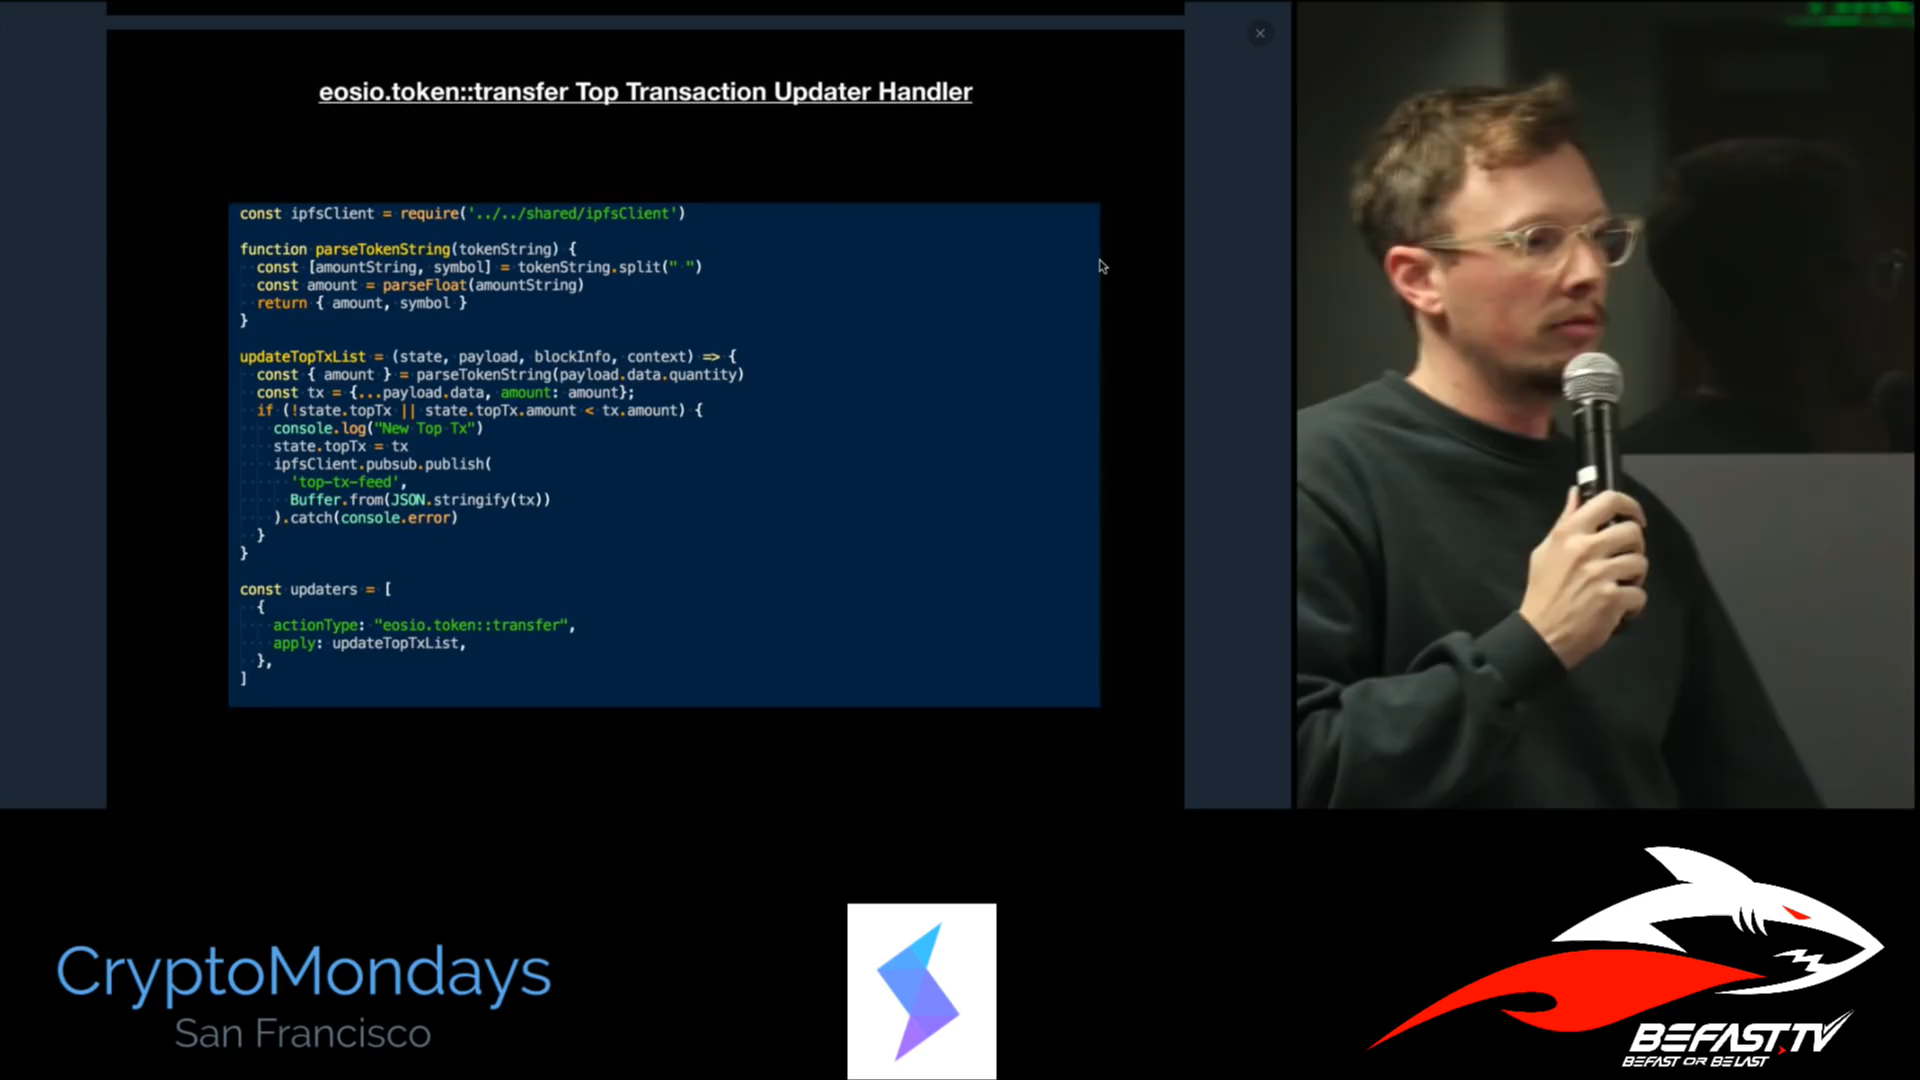 eosio.token::transfer Top Transaction Updater Handler
const ipfsClient = require('../../shared/ipfsClient')
function parseTokenString(tokenString) {
const [amountString, symbol] = tokenString.split(" ")
const amount = parseFloat(amountString)
return { amount, symbol }
}
updateTopTxList = (state, payload, blockInfo, context) => {
const { amount } = parseTokenString(payload.data.quantity)
const tx = {...payload.data, amount: amount};
if (!state.topTx || state.topTx.amount < tx.amount) {
console.log("New Top Tx")
state.topTx = tx
ipfsClient.pubsub.publish(
'top-tx-feed',
Buffer.from(JSON.stringify(tx))
).catch(console.error)
}
}
const updaters = [
{
actionType: "eosio.token::transfer",
apply: updateTopTxList,
},
]
CryptoMondays
San Francisco
BEFAST.TV
BEFAST OR BE LAST